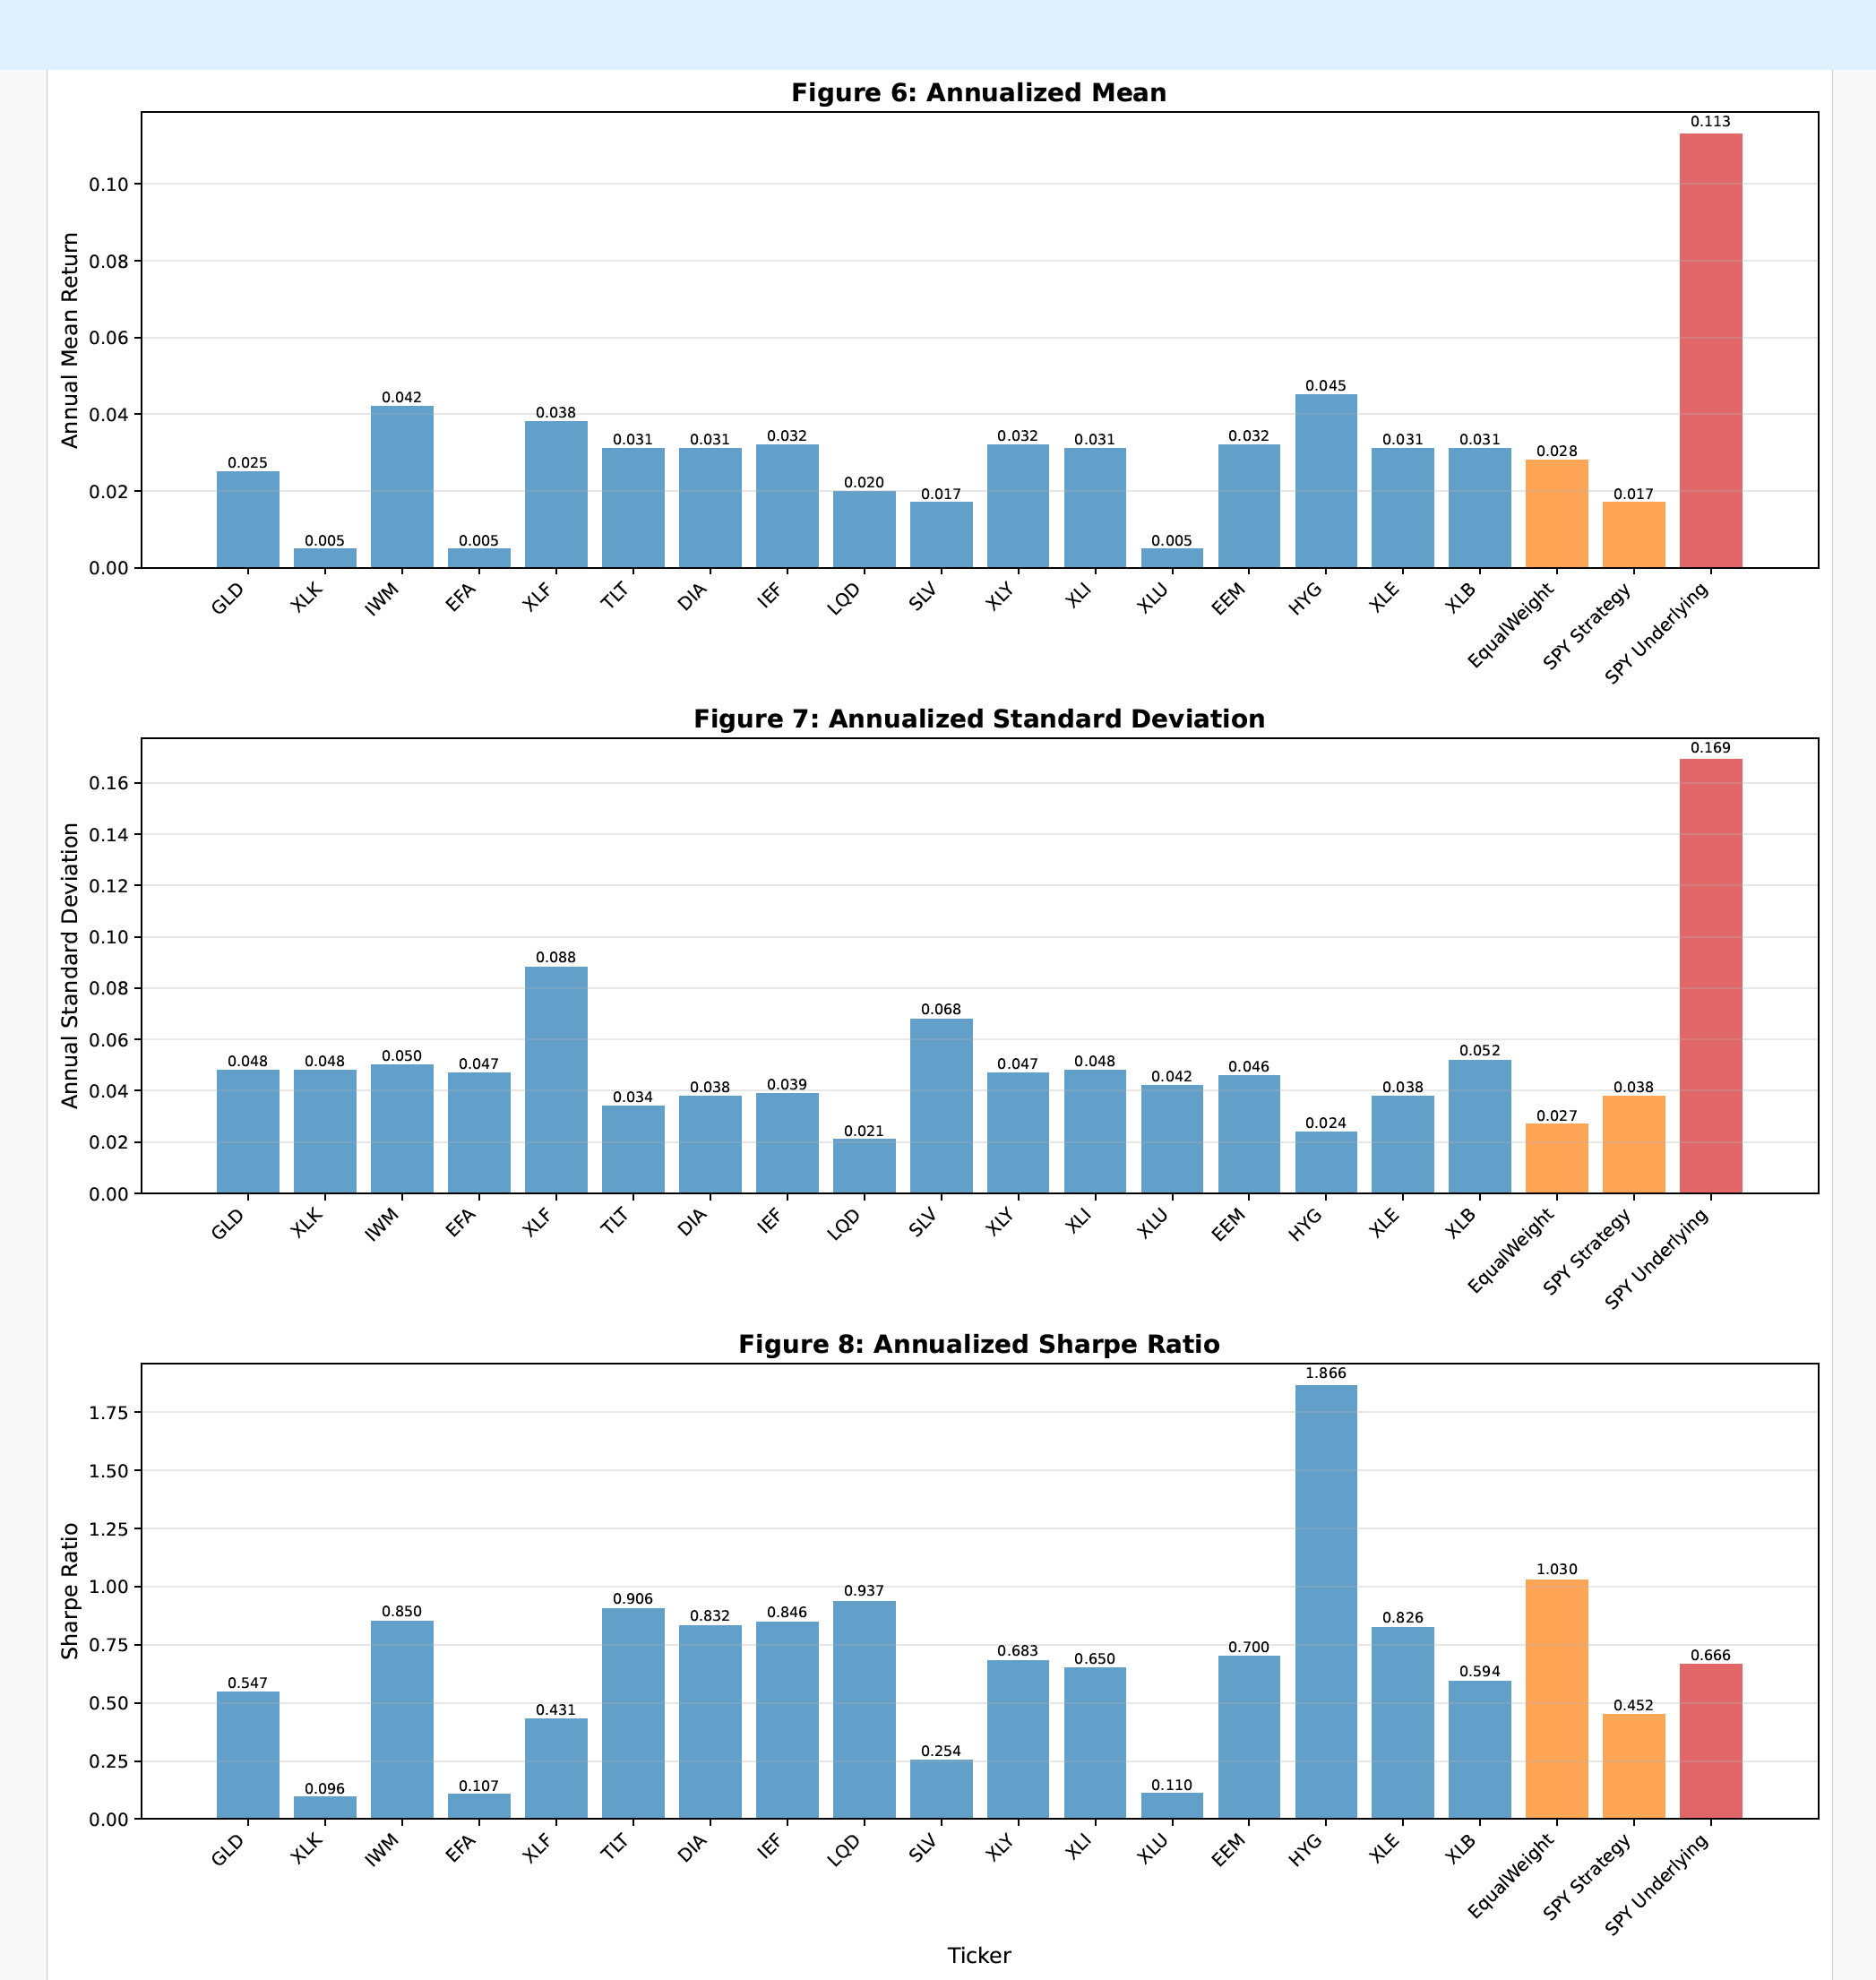 Figure 6: Annualized Mean
Annual Mean Return
0.10
0.08
0.06
0.04
0.02
0.00
0.025
0.005
0.042
0.005
0.038
0.031
0.031
0.032
0.020
0.017
0.032
0.031
0.005
0.032
0.045
0.031
0.031
0.028
0.017
0.113
GLD
XLK
IWM
EFA
XLF
TLT
DIA
IEF
LQD
SLV
XLY
XLI
XLU
EEM
HYG
XLE
XLB
EqualWeight
SPY Strategy
SPY Underlying
Figure 7: Annualized Standard Deviation
Annual Standard Deviation
0.16
0.14
0.12
0.10
0.08
0.06
0.04
0.02
0.00
0.048
0.048
0.050
0.047
0.088
0.034
0.038
0.039
0.021
0.068
0.047
0.048
0.042
0.046
0.024
0.038
0.052
0.027
0.038
0.169
GLD
XLK
IWM
EFA
XLF
TLT
DIA
IEF
LQD
SLV
XLY
XLI
XLU
EEM
HYG
XLE
XLB
EqualWeight
SPY Strategy
SPY Underlying
Figure 8: Annualized Sharpe Ratio
Sharpe Ratio
1.75
1.50
1.25
1.00
0.75
0.50
0.25
0.00
0.547
0.096
0.850
0.107
0.431
0.906
0.832
0.846
0.937
0.254
0.683
0.650
0.110
0.700
1.866
0.826
0.594
1.030
0.452
0.666
GLD
XLK
IWM
EFA
XLF
TLT
DIA
IEF
LQD
SLV
XLY
XLI
XLU
EEM
HYG
XLE
XLB
EqualWeight
SPY Strategy
SPY Underlying
Ticker